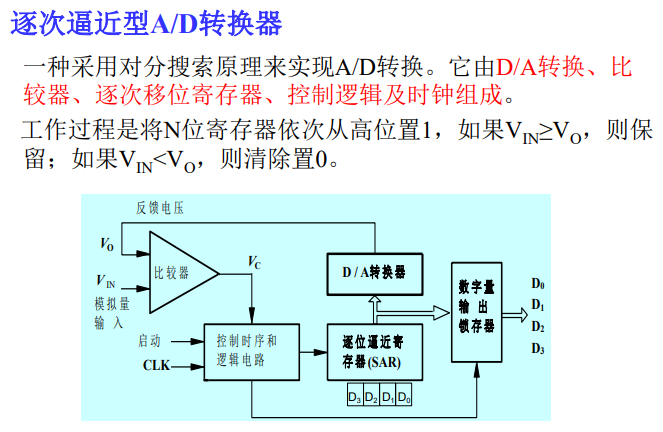 逐次逼近型A/D转换器
一种采用对分搜索原理来实现A/D转换。它由D/A转换、比
较器、逐次移位寄存器、控制逻辑及时钟组成。
工作过程是将N位寄存器依次从高位置1，如果VIN≥VO，则保
留；如果VIN<VO，则清除置0。
反馈电压
VO
比较器
VC
VIN
模拟量
输入
D/A转换器
数字量
输出
锁存器
D0
D1
D2
D3
启动
CLK
控制时序和
逻辑电路
逐位逼近寄
存器(SAR)
D3 D2 D1 D0